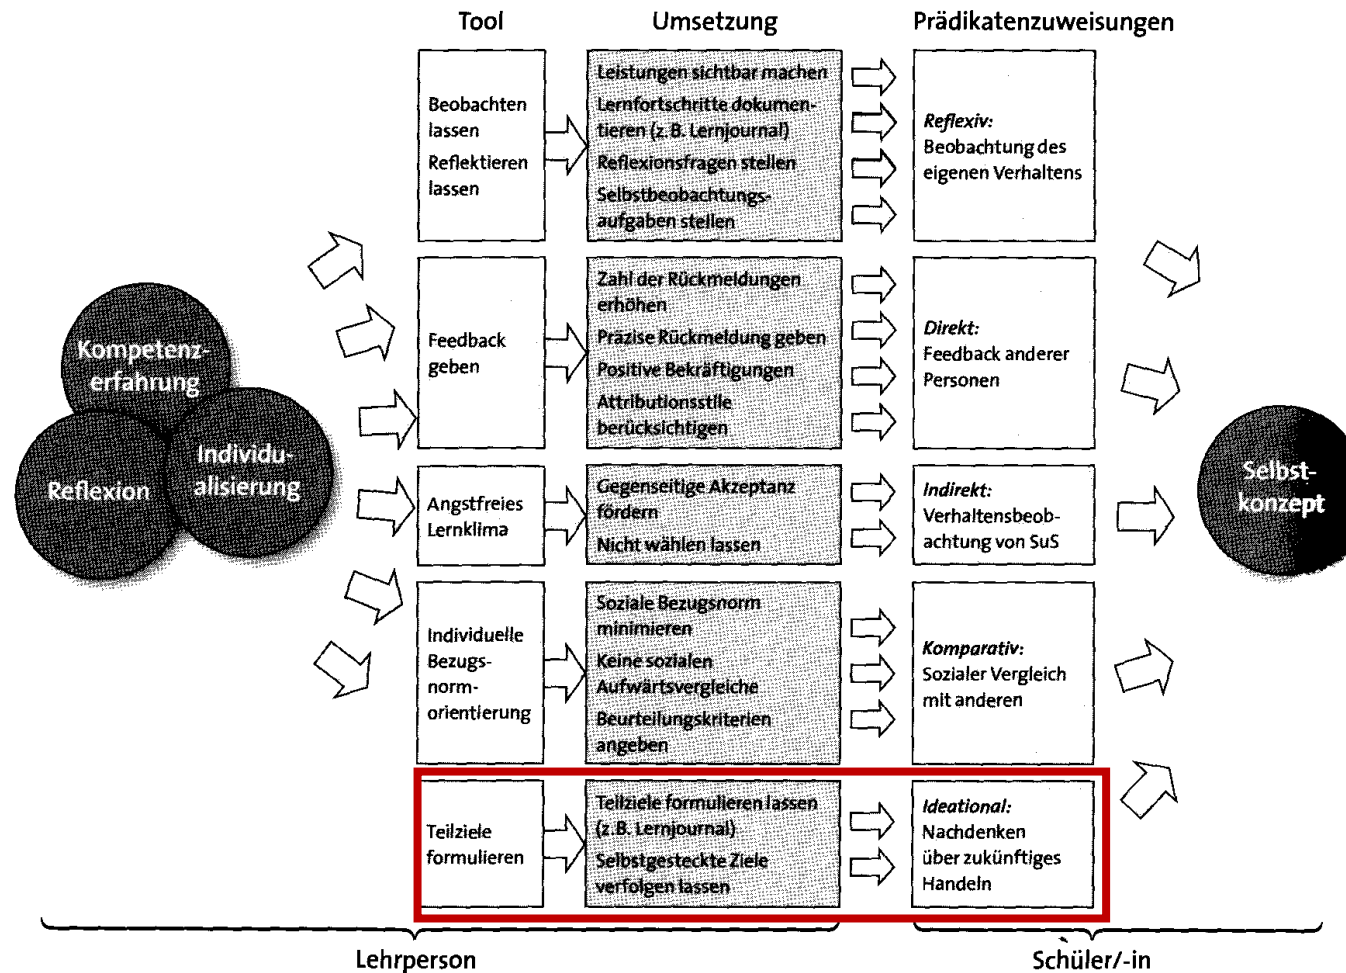 Tool
Umsetzung
Prädikatenzuweisungen
Kompetenz-
erfahrung
Reflexion
Individu-
alisierung
Beobachten
lassen
Reflektieren
lassen
Leistungen sichtbar machen
Lernfortschritte dokumen-
tieren (z. B. Lernjournal)
Reflexionsfragen stellen
Selbstbeobachtungs-
aufgaben stellen
Reflexiv:
Beobachtung des
eigenen Verhaltens
Feedback
geben
Zahl der Rückmeldungen
erhöhen
Präzise Rückmeldung geben
Positive Bekräftigungen
Attributionsstile
berücksichtigen
Direkt:
Feedback anderer
Personen
Angstfreies
Lernklima
Gegenseitige Akzeptanz
fördern
Nicht wählen lassen
Indirekt:
Verhaltensbeob-
achtung von SuS
Individuelle
Bezugs-
norm-
orientierung
Soziale Bezugsnorm
minimieren
Keine sozialen
Aufwärtsvergleiche
Beurteilungskriterien
angeben
Komparativ:
Sozialer Vergleich
mit anderen
Teilziele
formulieren
Teilziele formulieren lassen
(z. B. Lernjournal)
Selbstgesteckte Ziele
verfolgen lassen
Ideational:
Nachdenken
über zukünftiges
Handeln
Selbst-
konzept
Lehrperson
Schüler/-in